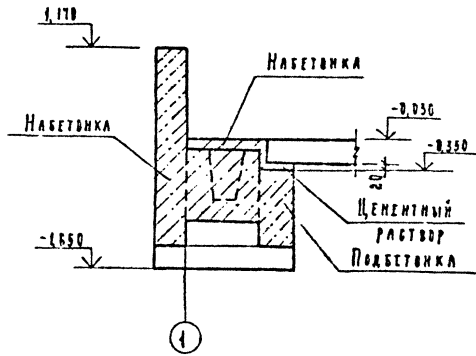 1,170
НАБЕТОНКА
-0,030
НАБЕТОНКА
-0,350
20
ЦЕМЕНТНЫЙ
РАСТВОР
ПОДБЕТОНКА
-1,650
1